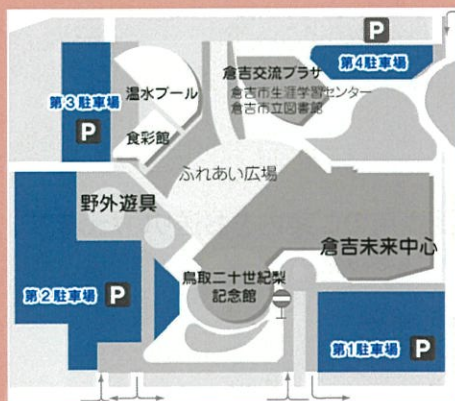 P
第4駐車場
倉吉交流プラザ
倉吉市生涯学習センター
倉吉市立図書館
温水プール
第3駐車場
P
食彩館
ふれあい広場
野外遊具
倉吉未来中心
鳥取二十世紀梨
記念館
第2駐車場 P
第1駐車場 P